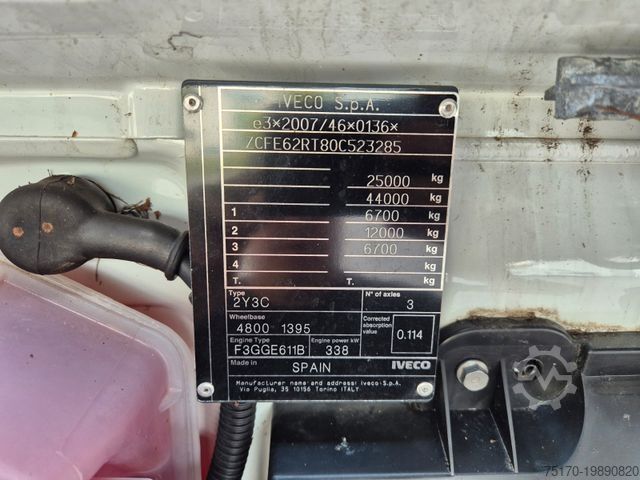 IVECO S.p.A.
e3×2007/46×0136×
/CFE62RT80C523285
25000 kg
44000 kg
1 6700 kg
2 12000 kg
3 6700 kg
4 kg
T. T. kg
Type N° of axles
2Y3C 3
Wheelbase Corrected absorption value 0.114
4800 1395
Engine Type Engine power kW
F3GGE611B 338
Made in SPAIN IVECO
Manufacturer name and address: Iveco S.p.A.
Via Puglia, 35 10156 Torino ITALY
75170-19890820